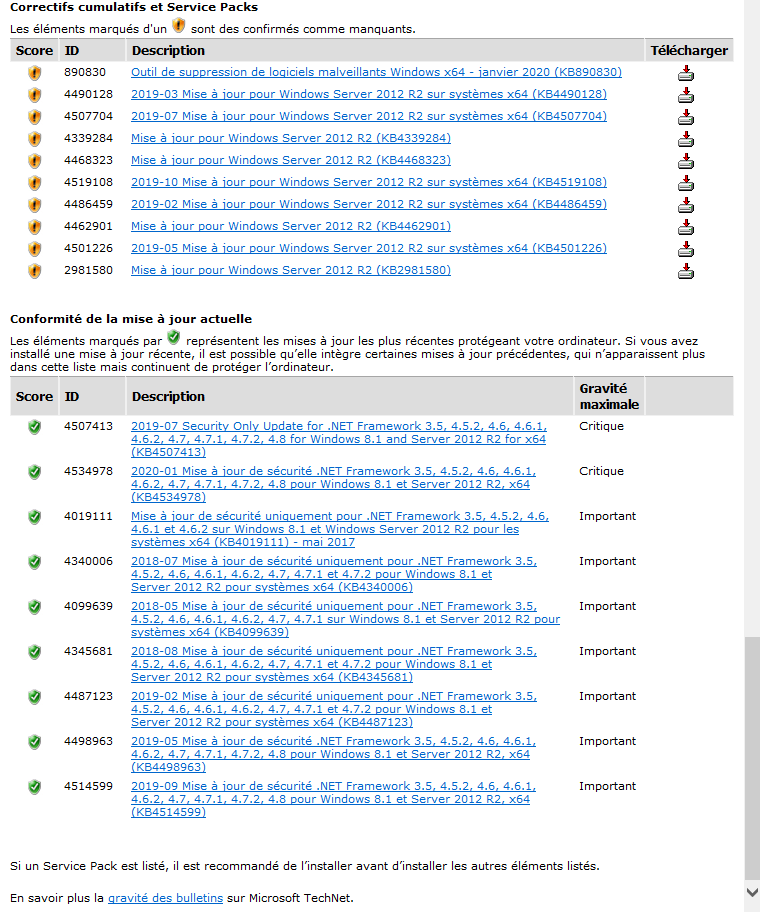 Correctifs cumulatifs et Service Packs
Les éléments marqués d'un sont des confirmés comme manquants.
Score ID Description Télécharger
890830 Outil de suppression de logiciels malveillants Windows x64 - janvier 2020 (KB890830)
4490128 2019-03 Mise à jour pour Windows Server 2012 R2 sur systèmes x64 (KB4490128)
4507704 2019-07 Mise à jour pour Windows Server 2012 R2 sur systèmes x64 (KB4507704)
4339284 Mise à jour pour Windows Server 2012 R2 (KB4339284)
4468323 Mise à jour pour Windows Server 2012 R2 (KB4468323)
4519108 2019-10 Mise à jour pour Windows Server 2012 R2 sur systèmes x64 (KB4519108)
4486459 2019-02 Mise à jour pour Windows Server 2012 R2 sur systèmes x64 (KB4486459)
4462901 Mise à jour pour Windows Server 2012 R2 (KB4462901)
4501226 2019-05 Mise à jour pour Windows Server 2012 R2 sur systèmes x64 (KB4501226)
2981580 Mise à jour pour Windows Server 2012 R2 (KB2981580)
Conformité de la mise à jour actuelle
Les éléments marqués par représentent les mises à jour les plus récentes protégeant votre ordinateur. Si vous avez
installé une mise à jour récente, il est possible qu’elle intègre certaines mises à jour précédentes, qui n’apparaissent plus
dans cette liste mais continuent de protéger l’ordinateur.
Score ID Description Gravité
maximale
4507413 2019-07 Security Only Update for .NET Framework 3.5, 4.5.2, 4.6, 4.6.1, Critique
4.6.2, 4.7, 4.7.1, 4.7.2, 4.8 for Windows 8.1 and Server 2012 R2 for x64
(KB4507413)
4534978 2020-01 Mise à jour de sécurité .NET Framework 3.5, 4.5.2, 4.6, 4.6.1, Critique
4.6.2, 4.7, 4.7.1, 4.7.2, 4.8 pour Windows 8.1 et Server 2012 R2, x64
(KB4534978)
4019111 Mise à jour de sécurité uniquement pour .NET Framework 3.5, 4.5.2, 4.6, Important
4.6.1 et 4.6.2 sur Windows 8.1 et Windows Server 2012 R2 pour les
systèmes x64 (KB4019111) - mai 2017
4340006 2018-07 Mise à jour de sécurité uniquement pour .NET Framework 3.5, Important
4.5.2, 4.6, 4.6.1, 4.6.2, 4.7, 4.7.1 et 4.7.2 pour Windows 8.1 et
Server 2012 R2 pour systèmes x64 (KB4340006)
4099639 2018-05 Mise à jour de sécurité uniquement pour .NET Framework 3.5, Important
4.5.2, 4.6, 4.6.1, 4.6.2, 4.7, 4.7.1 sur Windows 8.1 et Server 2012 R2 pour
systèmes x64 (KB4099639)
4345681 2018-08 Mise à jour de sécurité uniquement pour .NET Framework 3.5, Important
4.5.2, 4.6, 4.6.1, 4.6.2, 4.7, 4.7.1 et 4.7.2 pour Windows 8.1 et
Server 2012 R2 pour systèmes x64 (KB4345681)
4487123 2019-02 Mise à jour de sécurité uniquement pour .NET Framework 3.5, Important
4.5.2, 4.6, 4.6.1, 4.6.2, 4.7, 4.7.1 et 4.7.2 pour Windows 8.1 et
Server 2012 R2 pour systèmes x64 (KB4487123)
4498963 2019-05 Mise à jour de sécurité .NET Framework 3.5, 4.5.2, 4.6, 4.6.1, Important
4.6.2, 4.7, 4.7.1, 4.7.2, 4.8 pour Windows 8.1 et Server 2012 R2, x64
(KB4498963)
4514599 2019-09 Mise à jour de sécurité .NET Framework 3.5, 4.5.2, 4.6, 4.6.1, Important
4.6.2, 4.7, 4.7.1, 4.7.2, 4.8 pour Windows 8.1 et Server 2012 R2, x64
(KB4514599)
Si un Service Pack est listé, il est recommandé de l’installer avant d’installer les autres éléments listés.
En savoir plus la gravité des bulletins sur Microsoft TechNet.